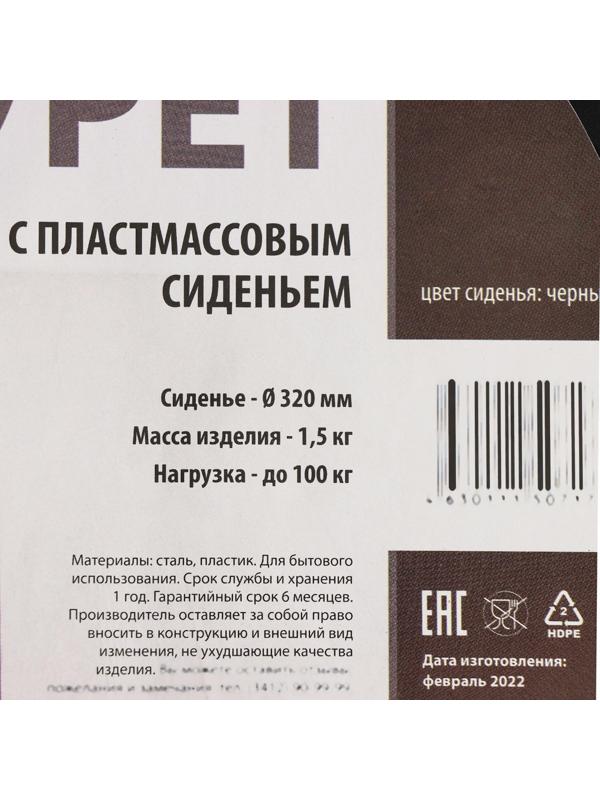 УРЕТ
С ПЛАСТМАССОВЫМ
СИДЕНЬЕМ
цвет сиденья: черны
Сиденье - Ø 320 мм
Масса изделия - 1,5 кг
Нагрузка - до 100 кг
Материалы: сталь, пластик. Для бытового
использования. Срок службы и хранения
1 год. Гарантийный срок 6 месяцев.
Производитель оставляет за собой право
вносить в конструкцию и внешний вид
изменения, не ухудшающие качества
изделия.
EAC
2
HDPE
Дата изготовления:
февраль 2022